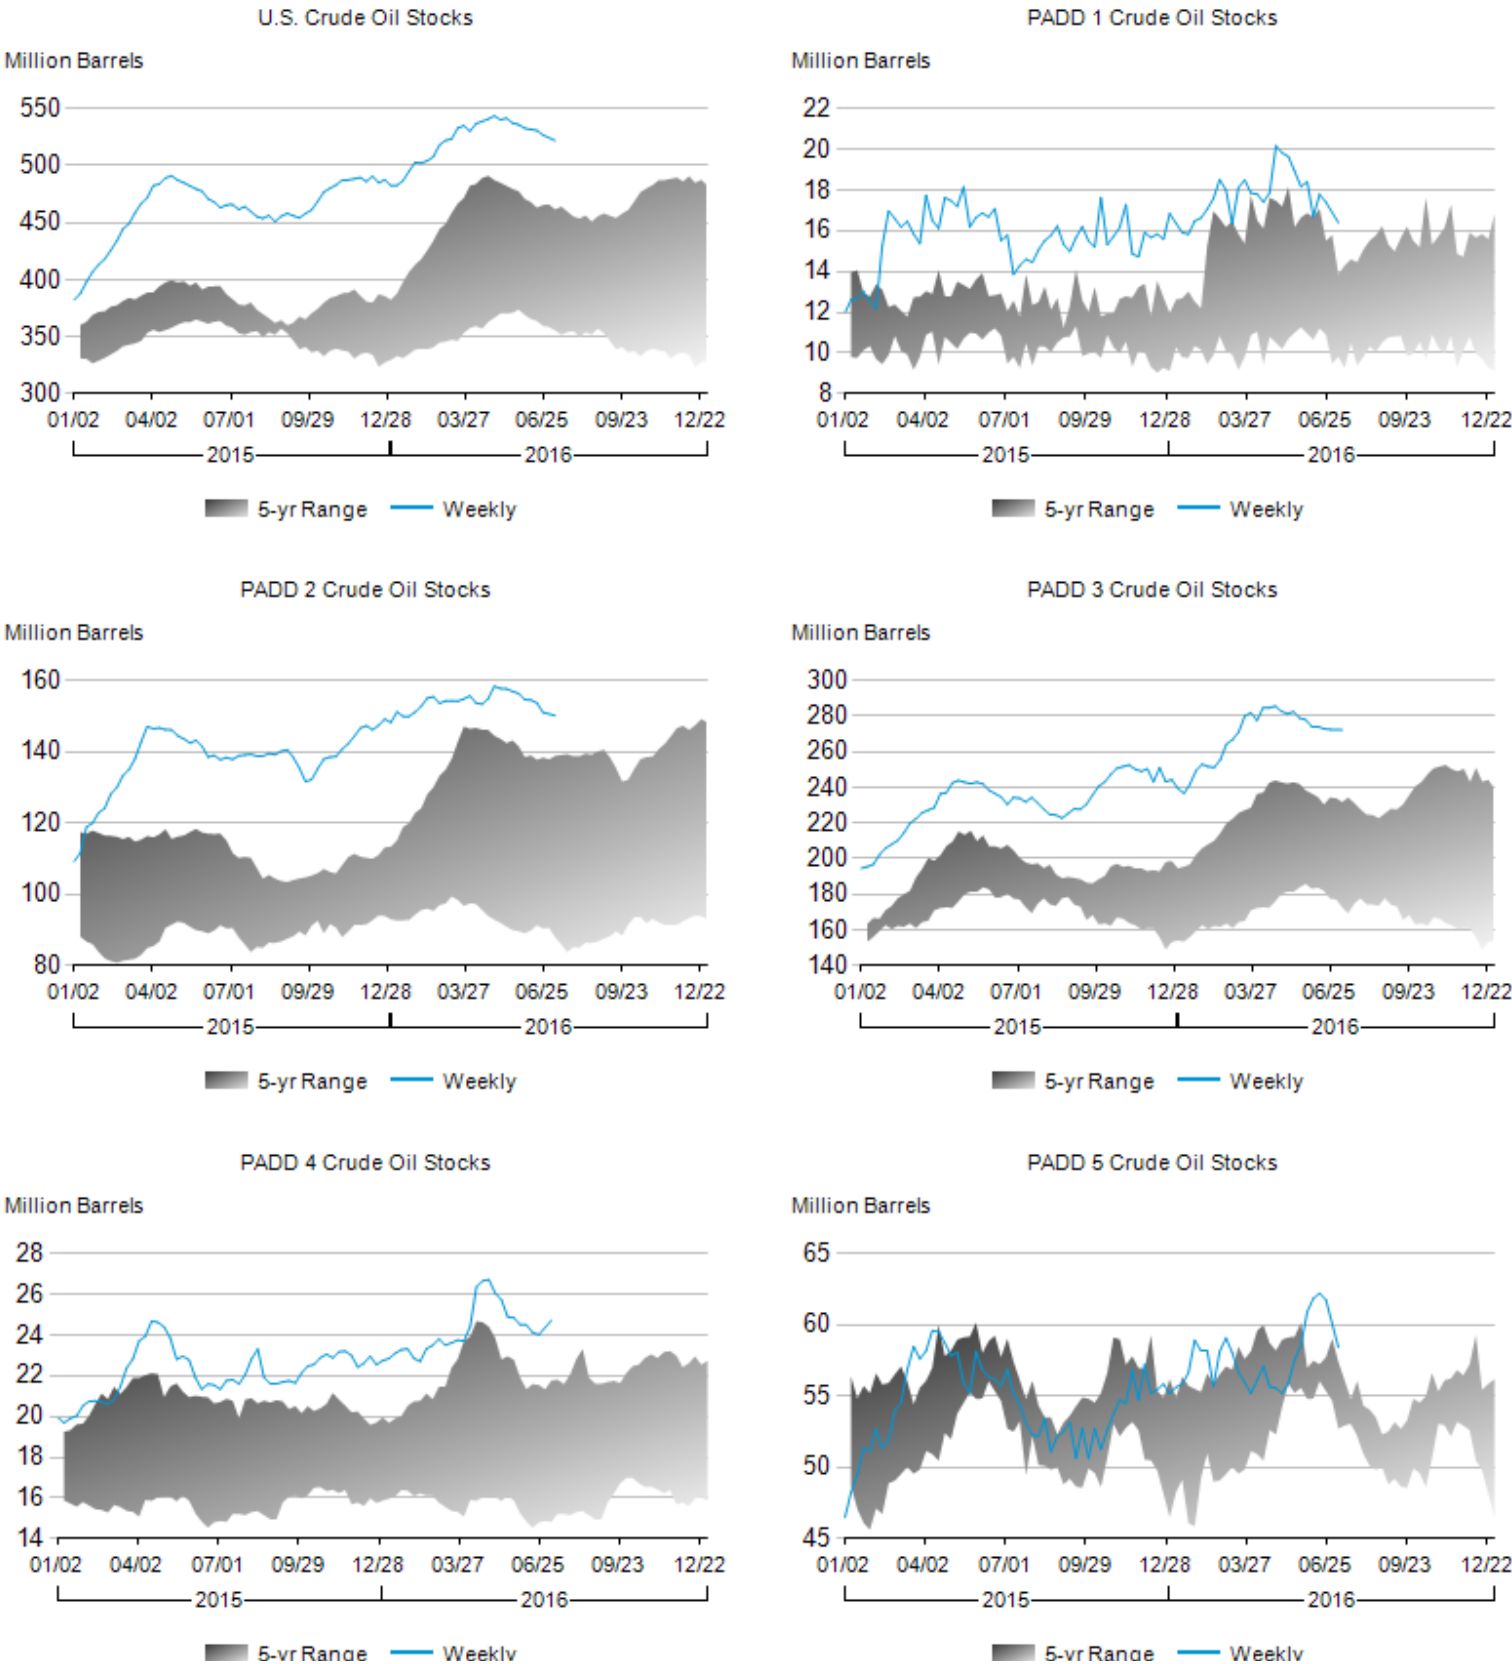 U.S. Crude Oil Stocks
Million Barrels
550
500
450
400
350
300
01/02 04/02 07/01 09/29 12/28 03/27 06/25 09/23 12/22
2015 2016
5-yr Range Weekly
PADD 1 Crude Oil Stocks
Million Barrels
22
20
18
16
14
12
10
8
01/02 04/02 07/01 09/29 12/28 03/27 06/25 09/23 12/22
2015 2016
5-yr Range Weekly
PADD 2 Crude Oil Stocks
Million Barrels
160
140
120
100
80
01/02 04/02 07/01 09/29 12/28 03/27 06/25 09/23 12/22
2015 2016
5-yr Range Weekly
PADD 3 Crude Oil Stocks
Million Barrels
300
280
260
240
220
200
180
160
140
01/02 04/02 07/01 09/29 12/28 03/27 06/25 09/23 12/22
2015 2016
5-yr Range Weekly
PADD 4 Crude Oil Stocks
Million Barrels
28
26
24
22
20
18
16
14
01/02 04/02 07/01 09/29 12/28 03/27 06/25 09/23 12/22
2015 2016
5-yr Range Weekly
PADD 5 Crude Oil Stocks
Million Barrels
65
60
55
50
45
01/02 04/02 07/01 09/29 12/28 03/27 06/25 09/23 12/22
2015 2016
5-yr Range Weekly